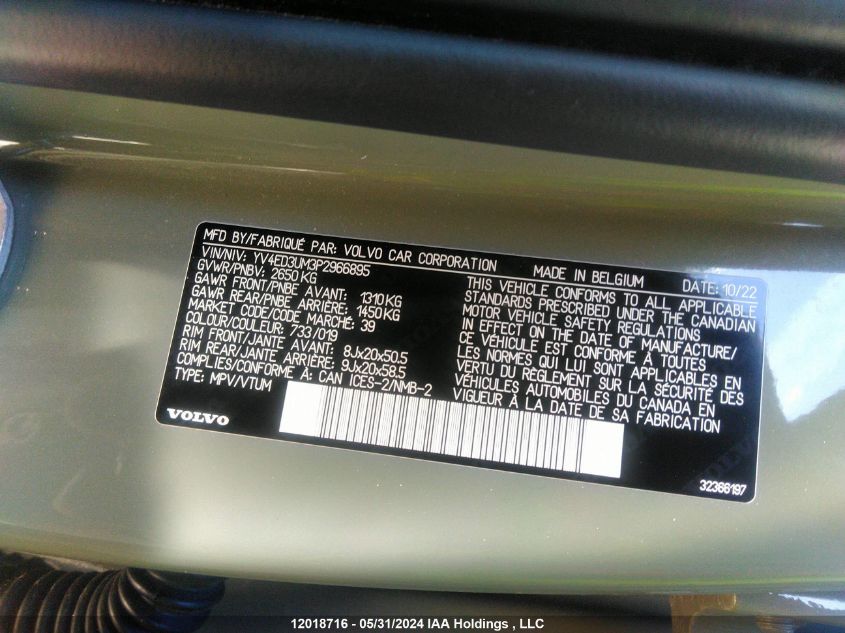 MFD BY/FABRIQUÉ PAR: VOLVO CAR CORPORATION
MADE IN BELGIUM
DATE: 10/22
VIN/NIV: YV4ED3UM3P2966895
GVWR/PNBV: 2650 KG
GAWR FRONT/PNBE AVANT: 1310 KG
GAWR REAR/PNBE ARRIÈRE: 1450 KG
MARKET CODE/CODE MARCHÉ: 39
COLOUR/COULEUR: 733/019
RIM FRONT/JANTE AVANT: 8Jx20x50.5
RIM REAR/JANTE ARRIÈRE: 9Jx20x58.5
COMPLIES/CONFORME À: CAN ICES-2/NMB-2
TYPE: MPV/VTUM
THIS VEHICLE CONFORMS TO ALL APPLICABLE
STANDARDS PRESCRIBED UNDER THE CANADIAN
MOTOR VEHICLE SAFETY REGULATIONS
IN EFFECT ON THE DATE OF MANUFACTURE/
CE VÉHICULE EST CONFORME À TOUTES
LES NORMES QUI LUI SONT APPLICABLES EN
VERTU DU RÈGLEMENT SUR LA SÉCURITÉ DES
VÉHICULES AUTOMOBILES DU CANADA EN
VIGUEUR À LA DATE DE SA FABRICATION
VOLVO
VOLVO
32366197
12018716 - 05/31/2024 IAA Holdings , LLC